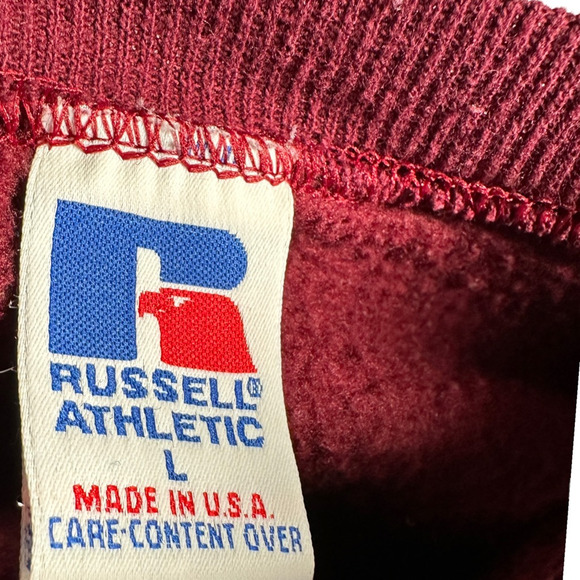 RUSSELL®
ATHLETIC
L
MADE IN U.S.A.
CARE-CONTENT OVER